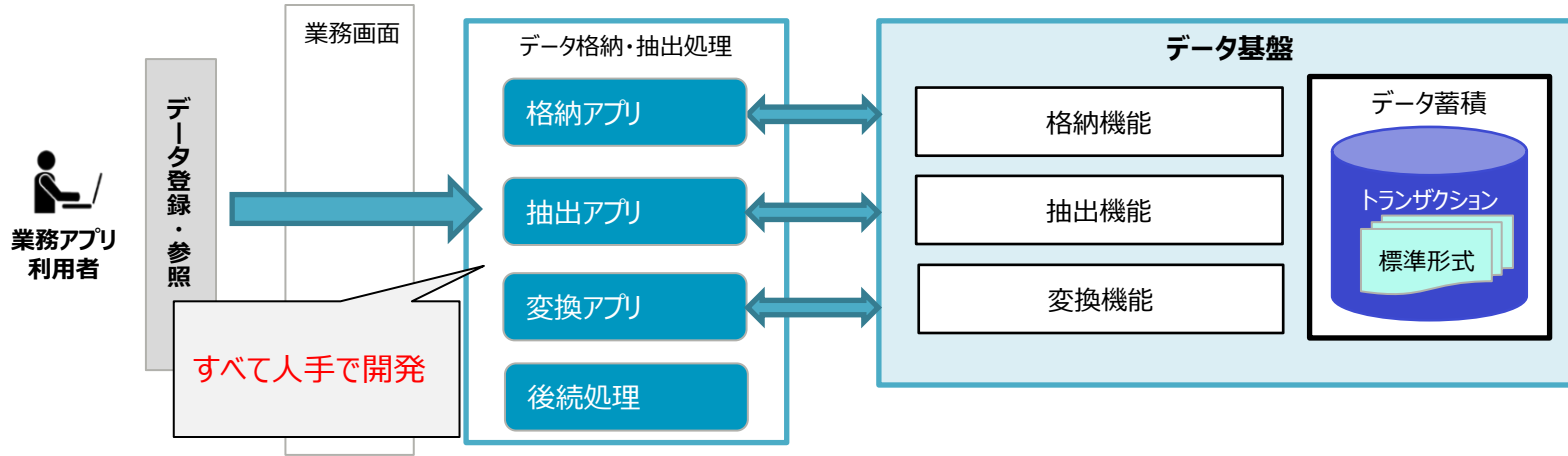 業務アプリ
利用者
データ登録・参照
業務画面
データ格納・抽出処理
格納アプリ
抽出アプリ
変換アプリ
後続処理
すべて人手で開発
データ基盤
格納機能
抽出機能
変換機能
データ蓄積
トランザクション
標準形式